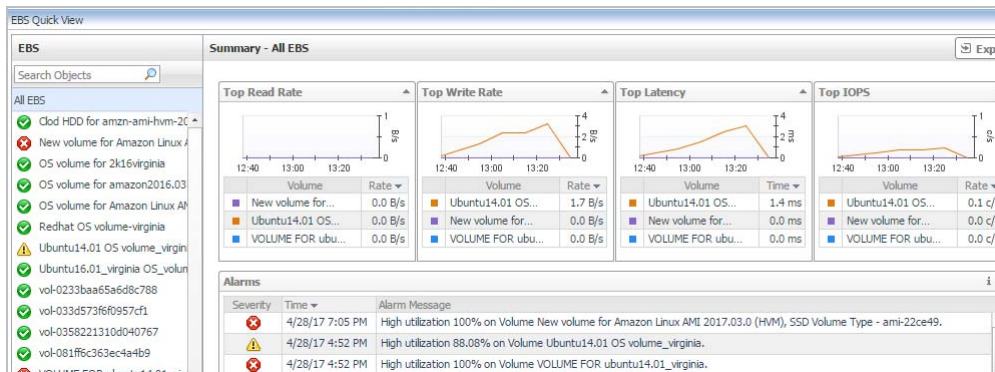 EBS Quick View
EBS
Search Objects
All EBS
Clod HDD for amzn-ami-hvm-20
New volume for Amazon Linux A
OS volume for 2k16virginia
OS volume for amazon2016.03
OS volume for Amazon Linux AM
Redhat OS volume-virginia
Ubuntu14.01 OS volume_virgin
Ubuntu16.01_virginia OS_volun
vol-0233baa65a6d8c788
vol-033d573f6f0957cf1
vol-0358221310d040767
vol-081ff6c363ec4a4b9
VOLUME FOR ubuntu14.01_vir
Summary - All EBS
Exp
Top Read Rate
1
B/s
0
12:40 13:00 13:20
Volume Rate
New volume for... 0.0 B/s
Ubuntu14.01 OS... 0.0 B/s
VOLUME FOR ubu... 0.0 B/s
Top Write Rate
4
2 B/s
0
12:40 13:00 13:20
Volume Rate
Ubuntu14.01 OS... 1.7 B/s
New volume for... 0.0 B/s
VOLUME FOR ubu... 0.0 B/s
Top Latency
4
2 ms
0
12:40 13:00 13:20
Volume Time
Ubuntu14.01 OS... 1.4 ms
New volume for... 0.0 ms
VOLUME FOR ubu... 0.0 ms
Top IOPS
1
c/s
0
12:40 13:00 13:20
Volume Rate
Ubuntu14.01 OS... 0.1 c/
New volume for... 0.0 c/
VOLUME FOR ubu... 0.0 c/
Alarms
Severity Time Alarm Message
4/28/17 7:05 PM High utilization 100% on Volume New volume for Amazon Linux AMI 2017.03.0 (HVM), SSD Volume Type - ami-22ce49.
4/28/17 4:52 PM High utilization 88.08% on Volume Ubuntu14.01 OS volume_virginia.
4/28/17 4:52 PM High utilization 100% on Volume VOLUME FOR ubuntu14.01_virginia.